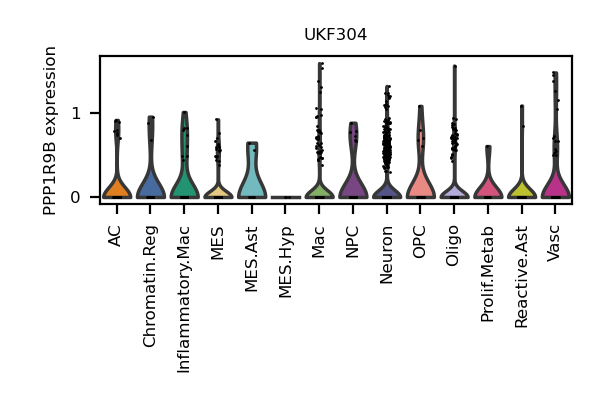 UKF304
PPP1R9B expression
1
0
AC
Chromatin.Reg
Inflammatory.Mac
MES
MES.Ast
MES.Hyp
Mac
NPC
Neuron
OPC
Oligo
Prolif.Metab
Reactive.Ast
Vasc